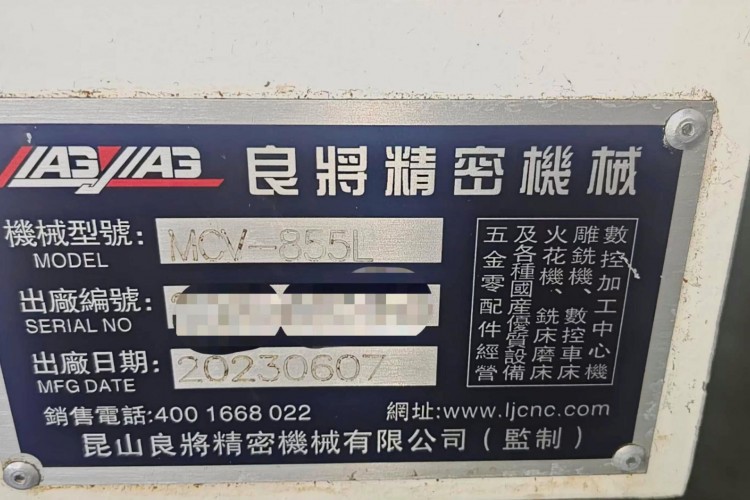 良將精密機械
機械型號: MCV-855L
MODEL
出廠編號:
SERIAL NO
出廠日期: 20230607
MFG DATE
數控加工中心機
雕銑機、數控車床
火花機、銑床磨床
及各種國產優質設備
五金零配件經營
銷售電話:400 1668 022
網址:www.ljcnc.com
昆山良將精密機械有限公司(監制)